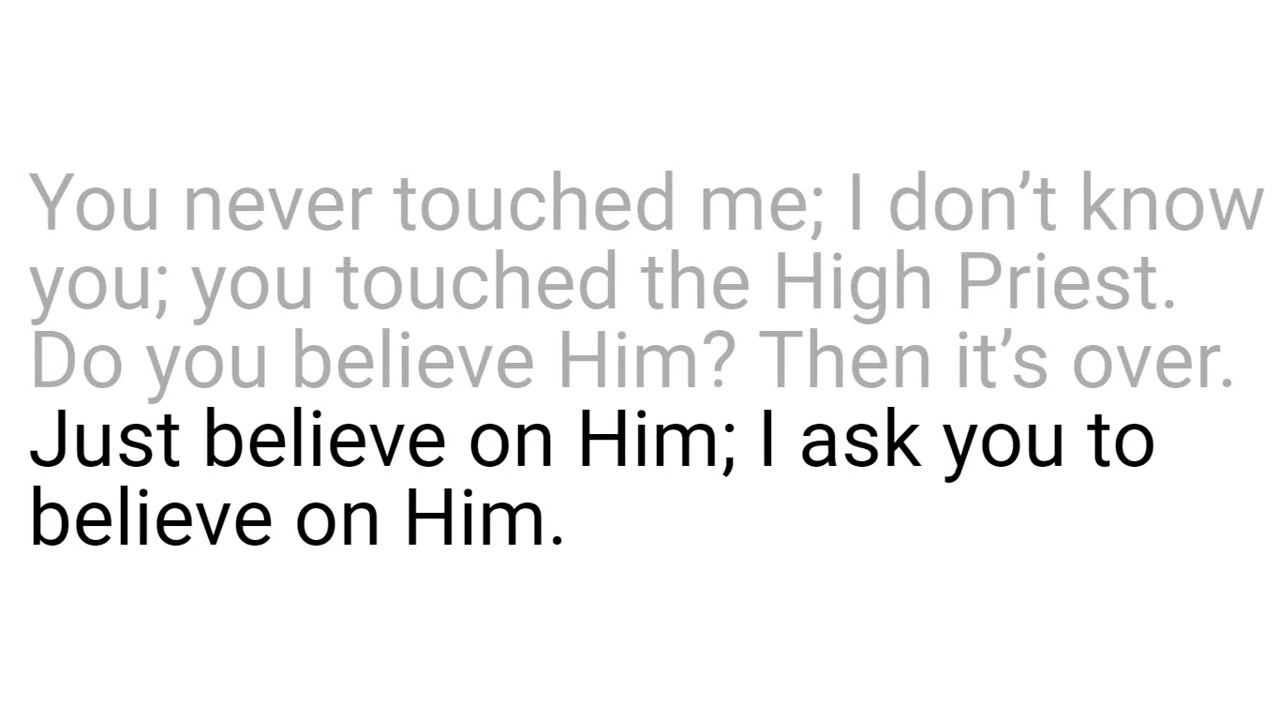 You never touched me; I don’t know
you; you touched the High Priest.
Do you believe Him? Then it’s over.
Just believe on Him; I ask you to
believe on Him.